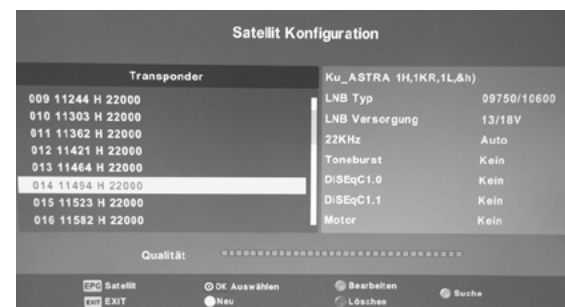 Satellit Konfiguration
Transponder
009 11244 H 22000
010 11303 H 22000
011 11362 H 22000
012 11421 H 22000
013 11464 H 22000
014 11494 H 22000
015 11523 H 22000
016 11582 H 22000
Ku_ASTRA 1H,1KR,1L,&h)
LNB Typ 09750/10600
LNB Versorgung 13/18V
22KHz Auto
Toneburst Kein
DiSEqC1.0 Kein
DiSEqC1.1 Kein
Motor Kein
Qualität
EPG Satellit OK Auswählen Bearbeiten Suche
EXIT EXIT Neu Löschen